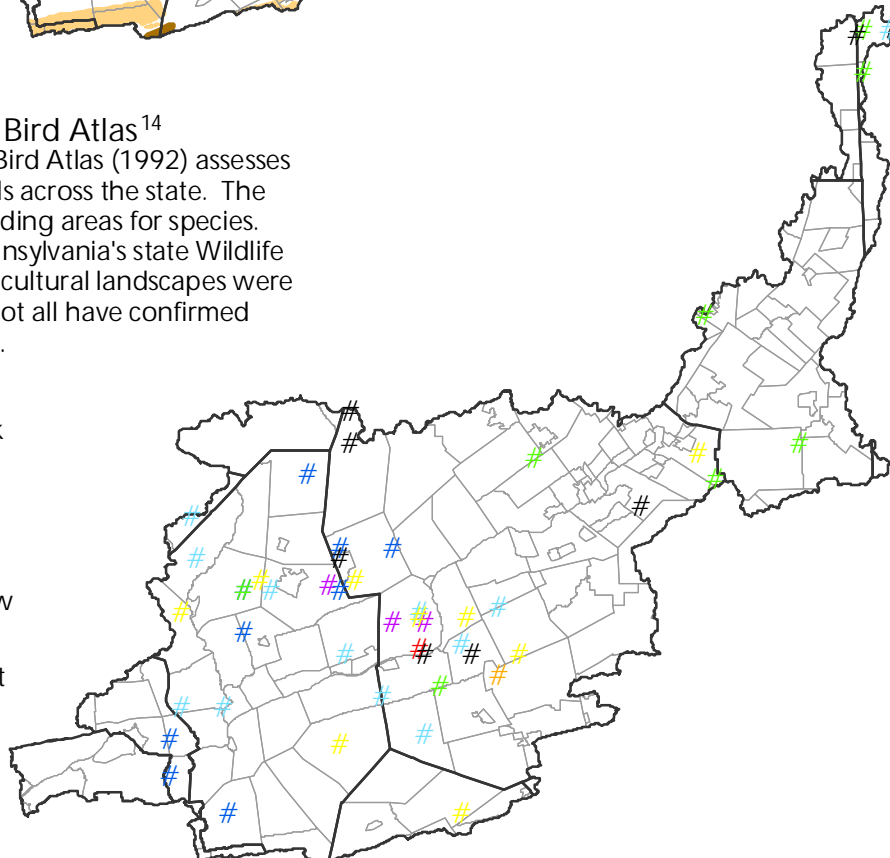 Bird Atlas14
Bird Atlas (1992) assesses
ls across the state. The
ding areas for species.
nsylvania's state Wildlife
cultural landscapes were
ot all have confirmed
.
k
w
t